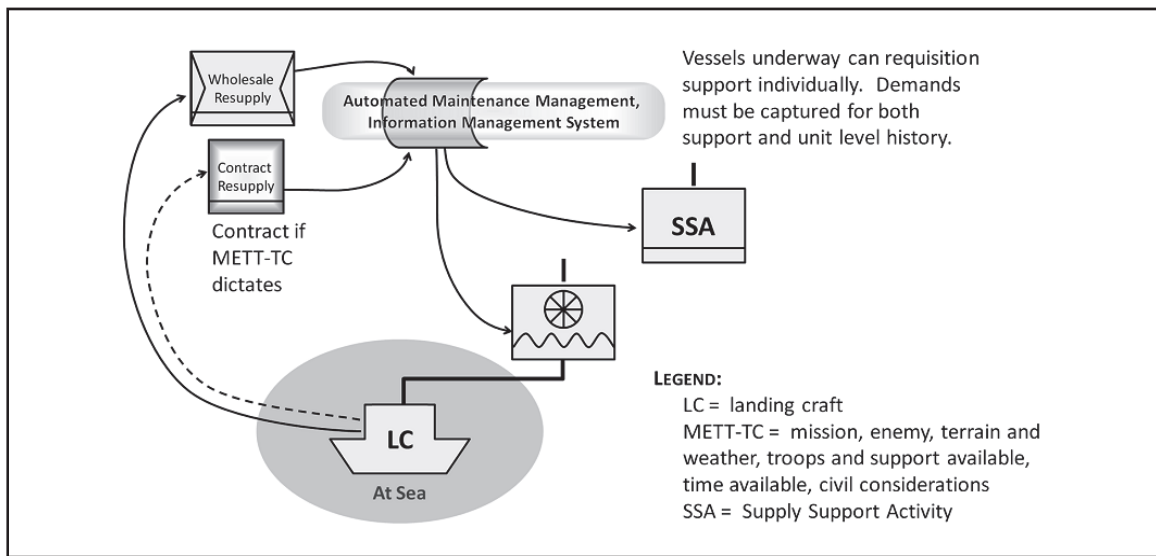 Wholesale
Resupply
Automated Maintenance Management,
Information Management System
Vessels underway can requisition
support individually.  Demands
must be captured for both
support and unit level history.
Contract
Resupply
Contract if
METT-TC
dictates
SSA
LC
At Sea
LEGEND:
LC =  landing craft
METT-TC =  mission, enemy, terrain and
weather, troops and support available,
time available, civil considerations
SSA =  Supply Support Activity